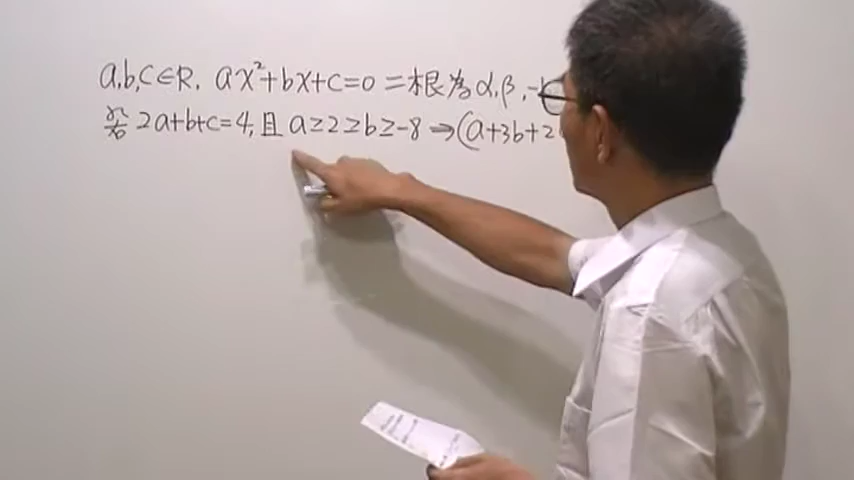 a,b,c∈R, ax²+bx+c=0 二根為α,β,-
若 2a+b+c=4, 且 a≥2≥b≥-8 ⇒(a+3b+2